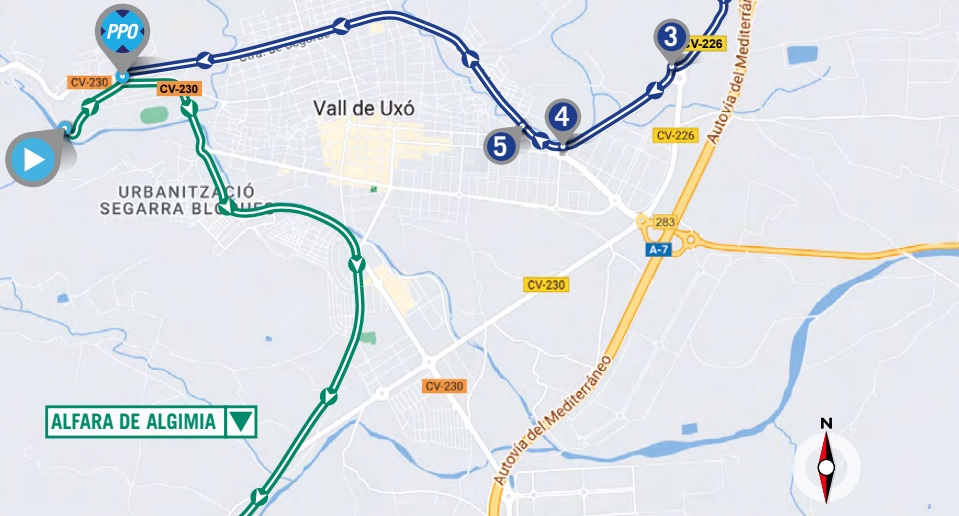 PPO
3
CV-226
CV-230
CV-230
Vall de Uxó
4
5
CV-226
Autovía del Mediterráneo
URBANITZACIÓ
SEGARRA
283
A-7
CV-230
CV-230
Autovía del Mediterráneo
ALFARA DE ALGIMIA
N